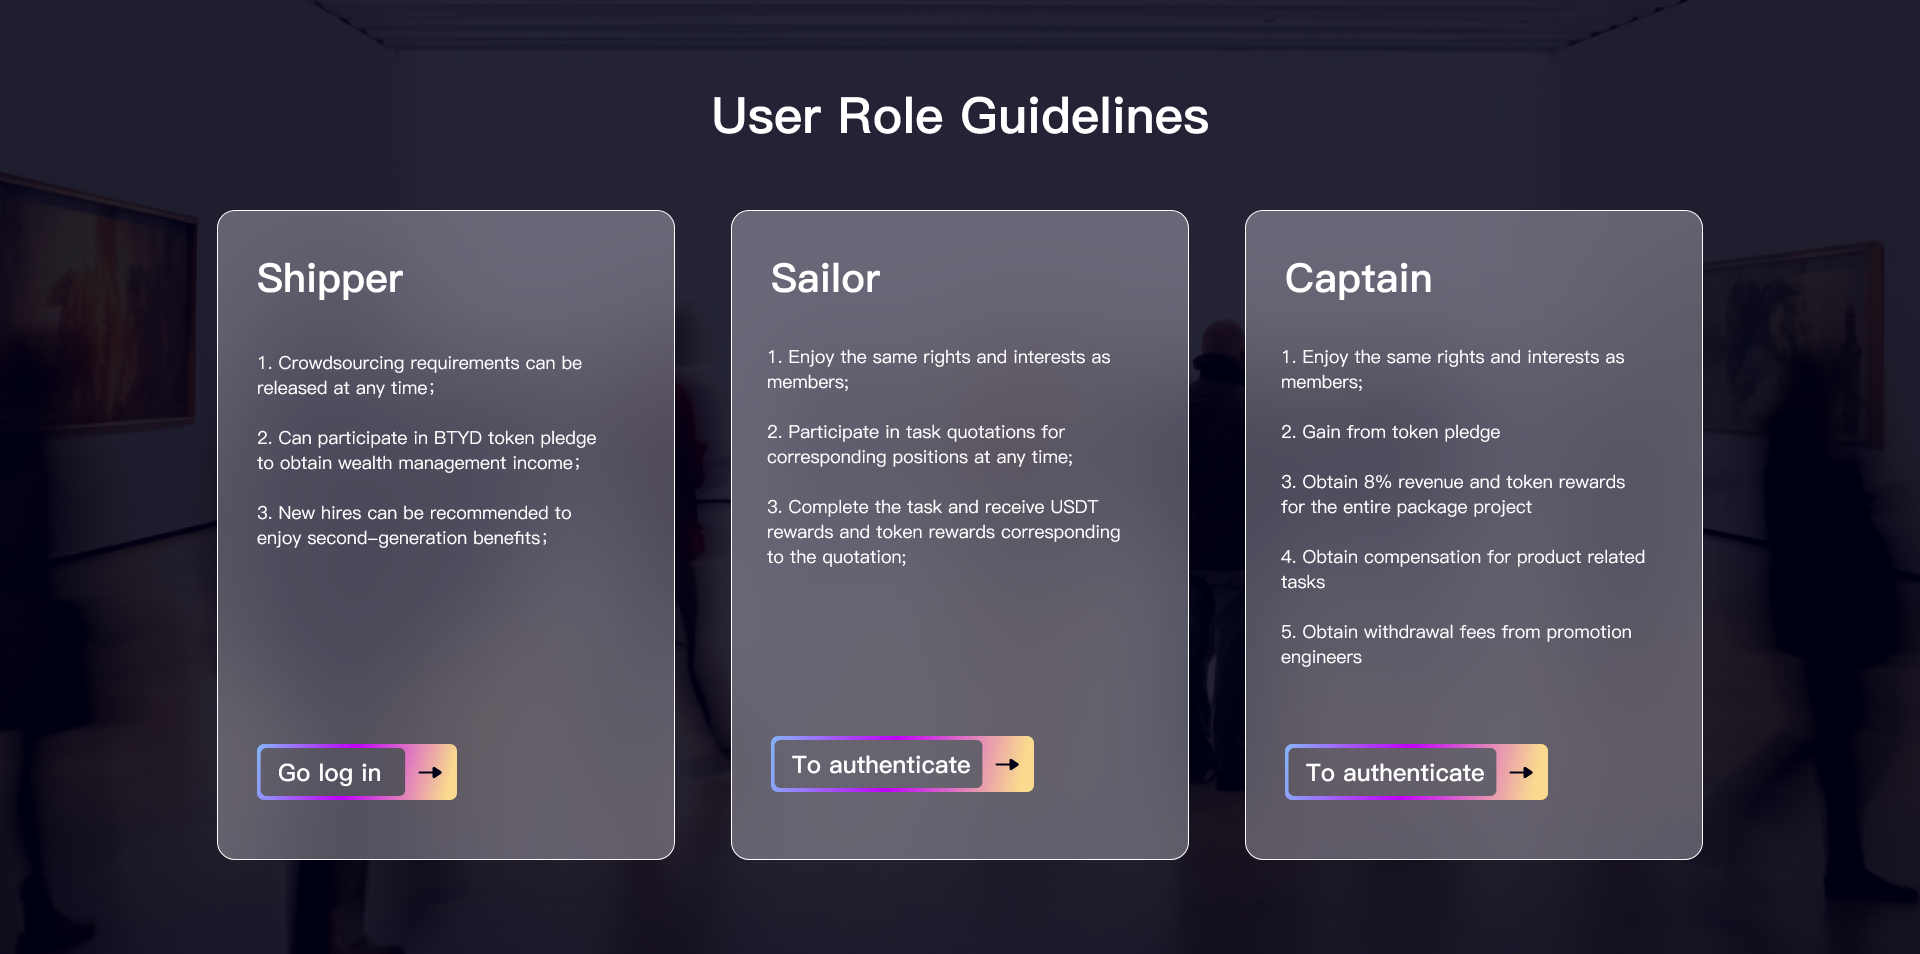 User Role Guidelines
Shipper
1. Crowdsourcing requirements can be
released at any time；
2. Can participate in BTYD token pledge
to obtain wealth management income；
3. New hires can be recommended to
enjoy second–generation benefits；
Go log in
Sailor
1. Enjoy the same rights and interests as
members;
2. Participate in task quotations for
corresponding positions at any time;
3. Complete the task and receive USDT
rewards and token rewards corresponding
to the quotation;
To authenticate
Captain
1. Enjoy the same rights and interests as
members;
2. Gain from token pledge
3. Obtain 8% revenue and token rewards
for the entire package project
4. Obtain compensation for product related
tasks
5. Obtain withdrawal fees from promotion
engineers
To authenticate